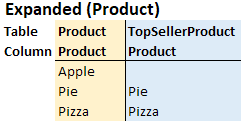 Expanded (Product)
Table Product TopSellerProduct
Column Product Product
Apple
Pie Pie
Pizza Pizza